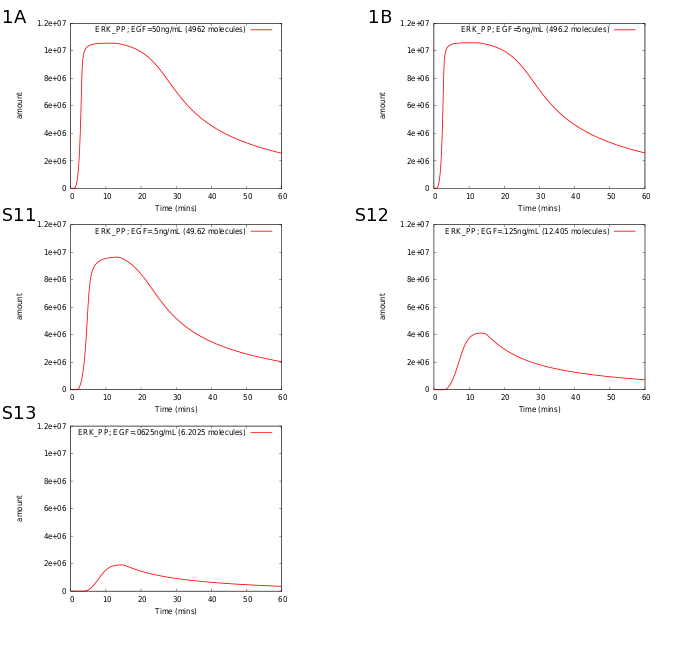 1A
ERK_PP; EGF=50ng/mL (4962 molecules)
1.2e+07
1e+07
8e+06
6e+06
4e+06
2e+06
0
amount
0 10 20 30 40 50 60
Time (mins)
1B
ERK_PP; EGF=5ng/mL (496.2 molecules)
1.2e+07
1e+07
8e+06
6e+06
4e+06
2e+06
0
amount
0 10 20 30 40 50 60
Time (mins)
S11
ERK_PP; EGF=.5ng/mL (49.62 molecules)
1.2e+07
1e+07
8e+06
6e+06
4e+06
2e+06
0
amount
0 10 20 30 40 50 60
Time (mins)
S12
ERK_PP; EGF=.125ng/mL (12.405 molecules)
1.2e+07
1e+07
8e+06
6e+06
4e+06
2e+06
0
amount
0 10 20 30 40 50 60
Time (mins)
S13
ERK_PP; EGF=.0625ng/mL (6.2025 molecules)
1.2e+07
1e+07
8e+06
6e+06
4e+06
2e+06
0
amount
0 10 20 30 40 50 60
Time (mins)